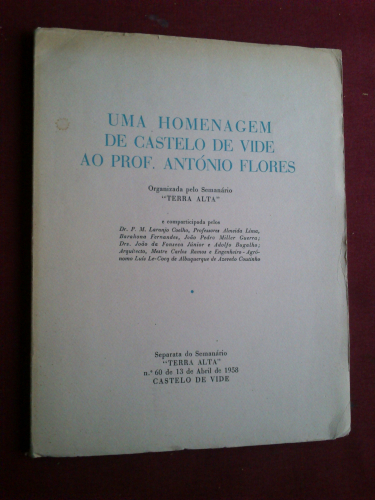 UMA HOMENAGEM
DE CASTELO DE VIDE
AO PROF. ANTÓNIO FLORES
Organizada pelo Semanário
"TERRA ALTA"
e comparticipada pelos
Dr. P. M. Laranjo Coelho, Professores Almeida Lima,
Barahona Fernandes, João Pedro Miller Guerra;
Drs. João da Fonseca Júnior e Adolfo Bugalho;
Arquitecto, Mestre Carlos Ramos e Engenheiro-Agró-
nomo Luís Le-Cocq de Albuquerque de Azevedo Coutinho
Separata do Semanário
"TERRA ALTA"
n.º 60 de 13 de Abril de 1958
CASTELO DE VIDE